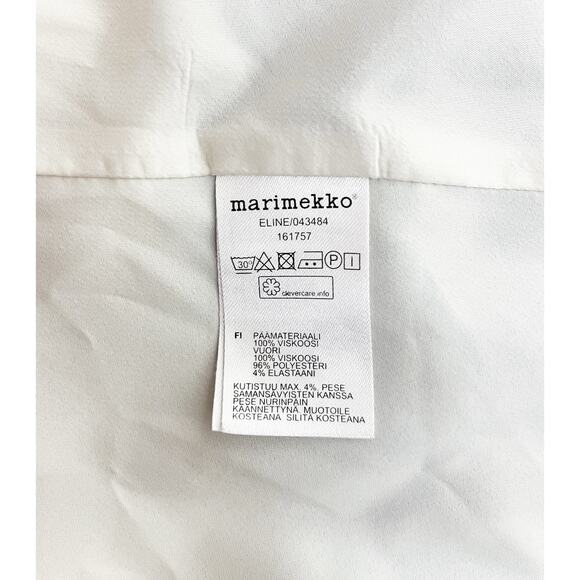 marimekko®
ELINE/043484
161757
30° P I
clevercare.info
FI PÄÄMATERIAALI
100% VISKOOSI
VUORI
100% VISKOOSI
96% POLYESTERI
4% ELASTAANI
KUTISTUU MAX. 4%, PESE
SAMANSÄVYISTEN KANSSA
PESE NURINPÄIN
KÄÄNNETTYNÄ. MUOTOILE
KOSTEANA. SILITÄ KOSTEANA